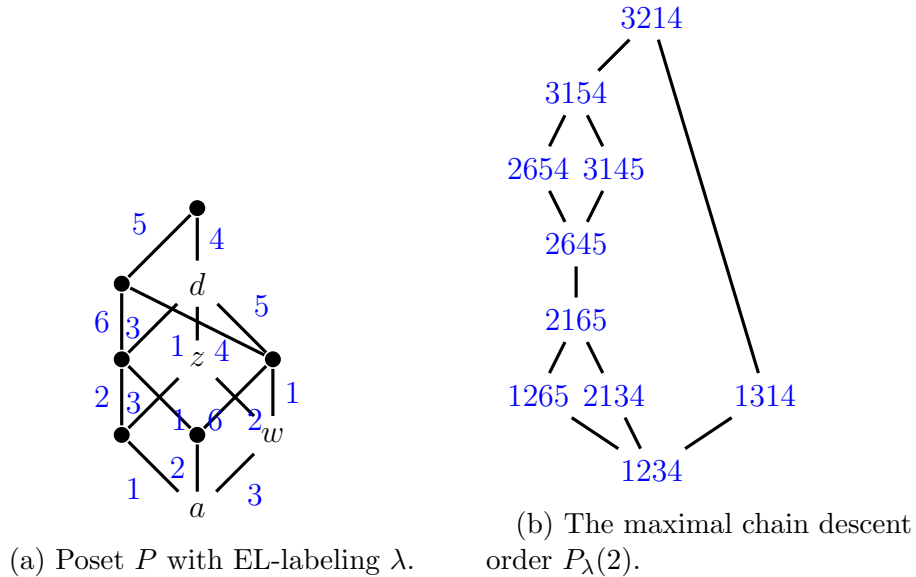 3214
3154
2654 3145
2645
2165
1265 2134 1314
1234
5 4
d
5
6 3 1 z 4
2 3 1 6 2 1
w
1 2 3
a
(a) Poset P with EL-labeling λ.
(b) The maximal chain descent
order Pλ(2).